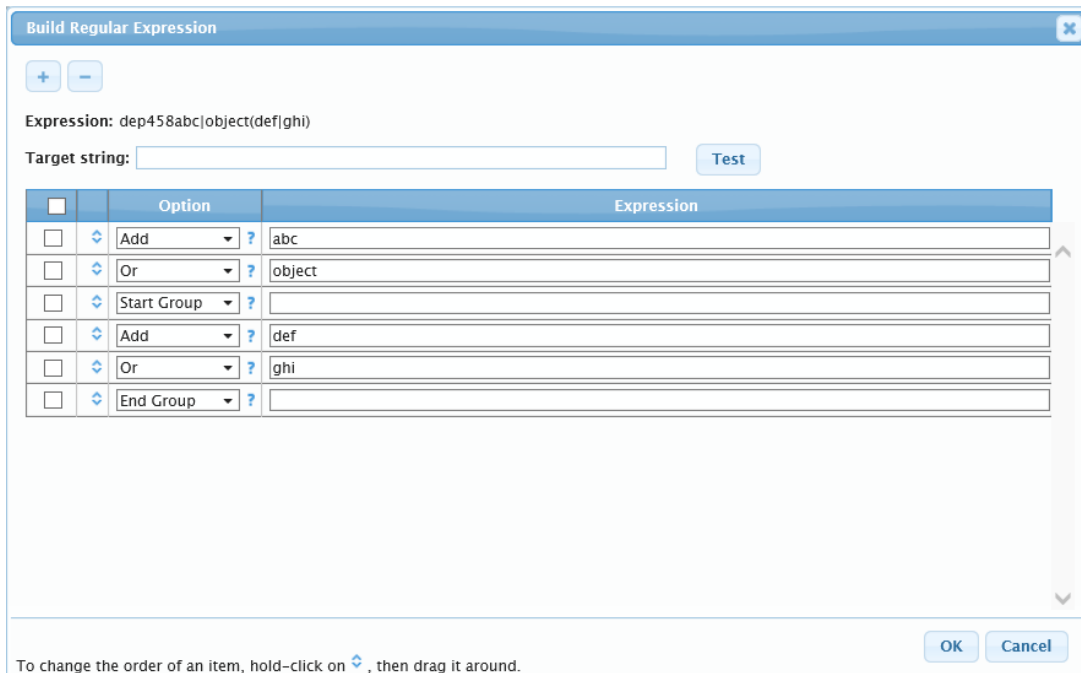 Build Regular Expression
+ −
Expression: dep458abc|object(def|ghi)
Target string: Test
Option Expression
Add ? abc
Or ? object
Start Group ?
Add ? def
Or ? ghi
End Group ?
OK Cancel
To change the order of an item, hold-click on , then drag it around.